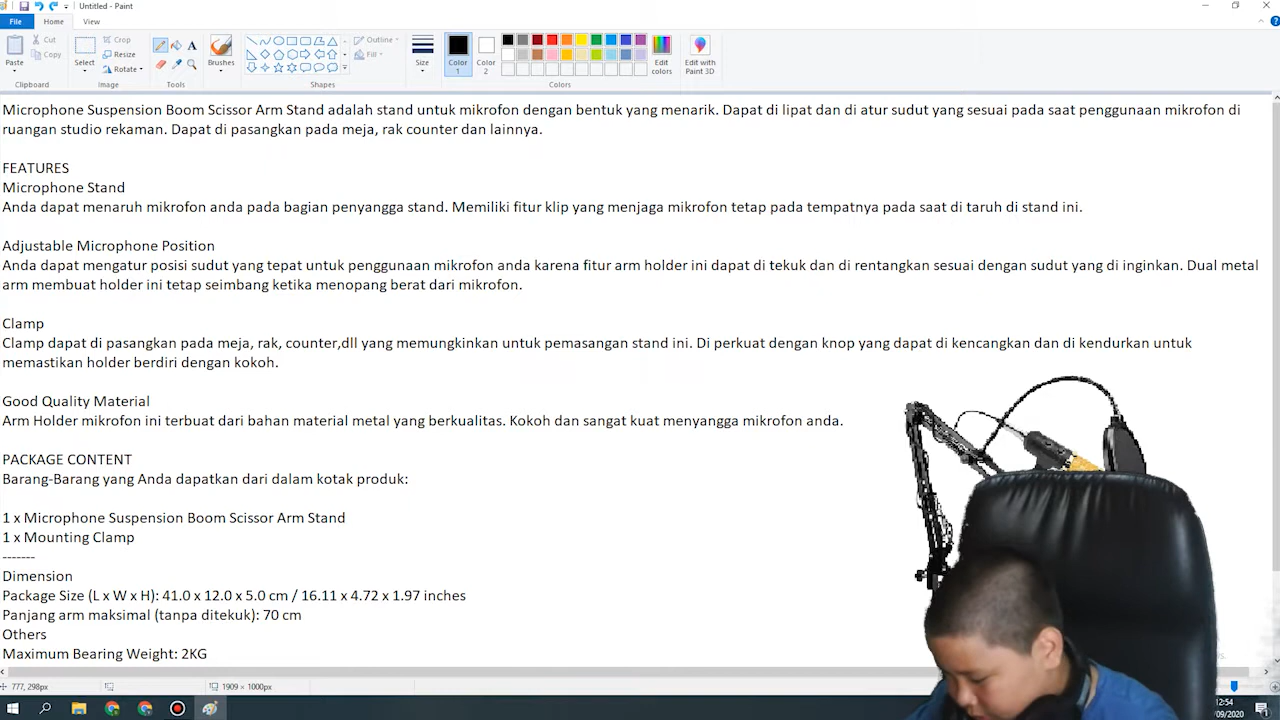 Untitled - Paint
File
Home
View
Paste
Cut
Copy
Clipboard
Select
Crop
Resize
Rotate
Image
Tools
Brushes
Outline
Fill
Shapes
Size
Color 1
Color 2
Edit colors
Colors
Edit with Paint 3D
Microphone Suspension Boom Scissor Arm Stand adalah stand untuk mikrofon dengan bentuk yang menarik. Dapat di lipat dan di atur sudut yang sesuai pada saat penggunaan mikrofon di
ruangan studio rekaman. Dapat di pasangkan pada meja, rak counter dan lainnya.
FEATURES
Microphone Stand
Anda dapat menaruh mikrofon anda pada bagian penyangga stand. Memiliki fitur klip yang menjaga mikrofon tetap pada tempatnya pada saat di taruh di stand ini.
Adjustable Microphone Position
Anda dapat mengatur posisi sudut yang tepat untuk penggunaan mikrofon anda karena fitur arm holder ini dapat di tekuk dan di rentangkan sesuai dengan sudut yang di inginkan. Dual metal
arm membuat holder ini tetap seimbang ketika menopang berat dari mikrofon.
Clamp
Clamp dapat di pasangkan pada meja, rak, counter,dll yang memungkinkan untuk pemasangan stand ini. Di perkuat dengan knop yang dapat di kencangkan dan di kendurkan untuk
memastikan holder berdiri dengan kokoh.
Good Quality Material
Arm Holder mikrofon ini terbuat dari bahan material metal yang berkualitas. Kokoh dan sangat kuat menyangga mikrofon anda.
PACKAGE CONTENT
Barang-Barang yang Anda dapatkan dari dalam kotak produk:
1 x Microphone Suspension Boom Scissor Arm Stand
1 x Mounting Clamp
-------
Dimension
Package Size (L x W x H): 41.0 x 12.0 x 5.0 cm / 16.11 x 4.72 x 1.97 inches
Panjang arm maksimal (tanpa ditekuk): 70 cm
Others
Maximum Bearing Weight: 2KG
777, 298px
1909 × 1000px
12:54
/09/2020